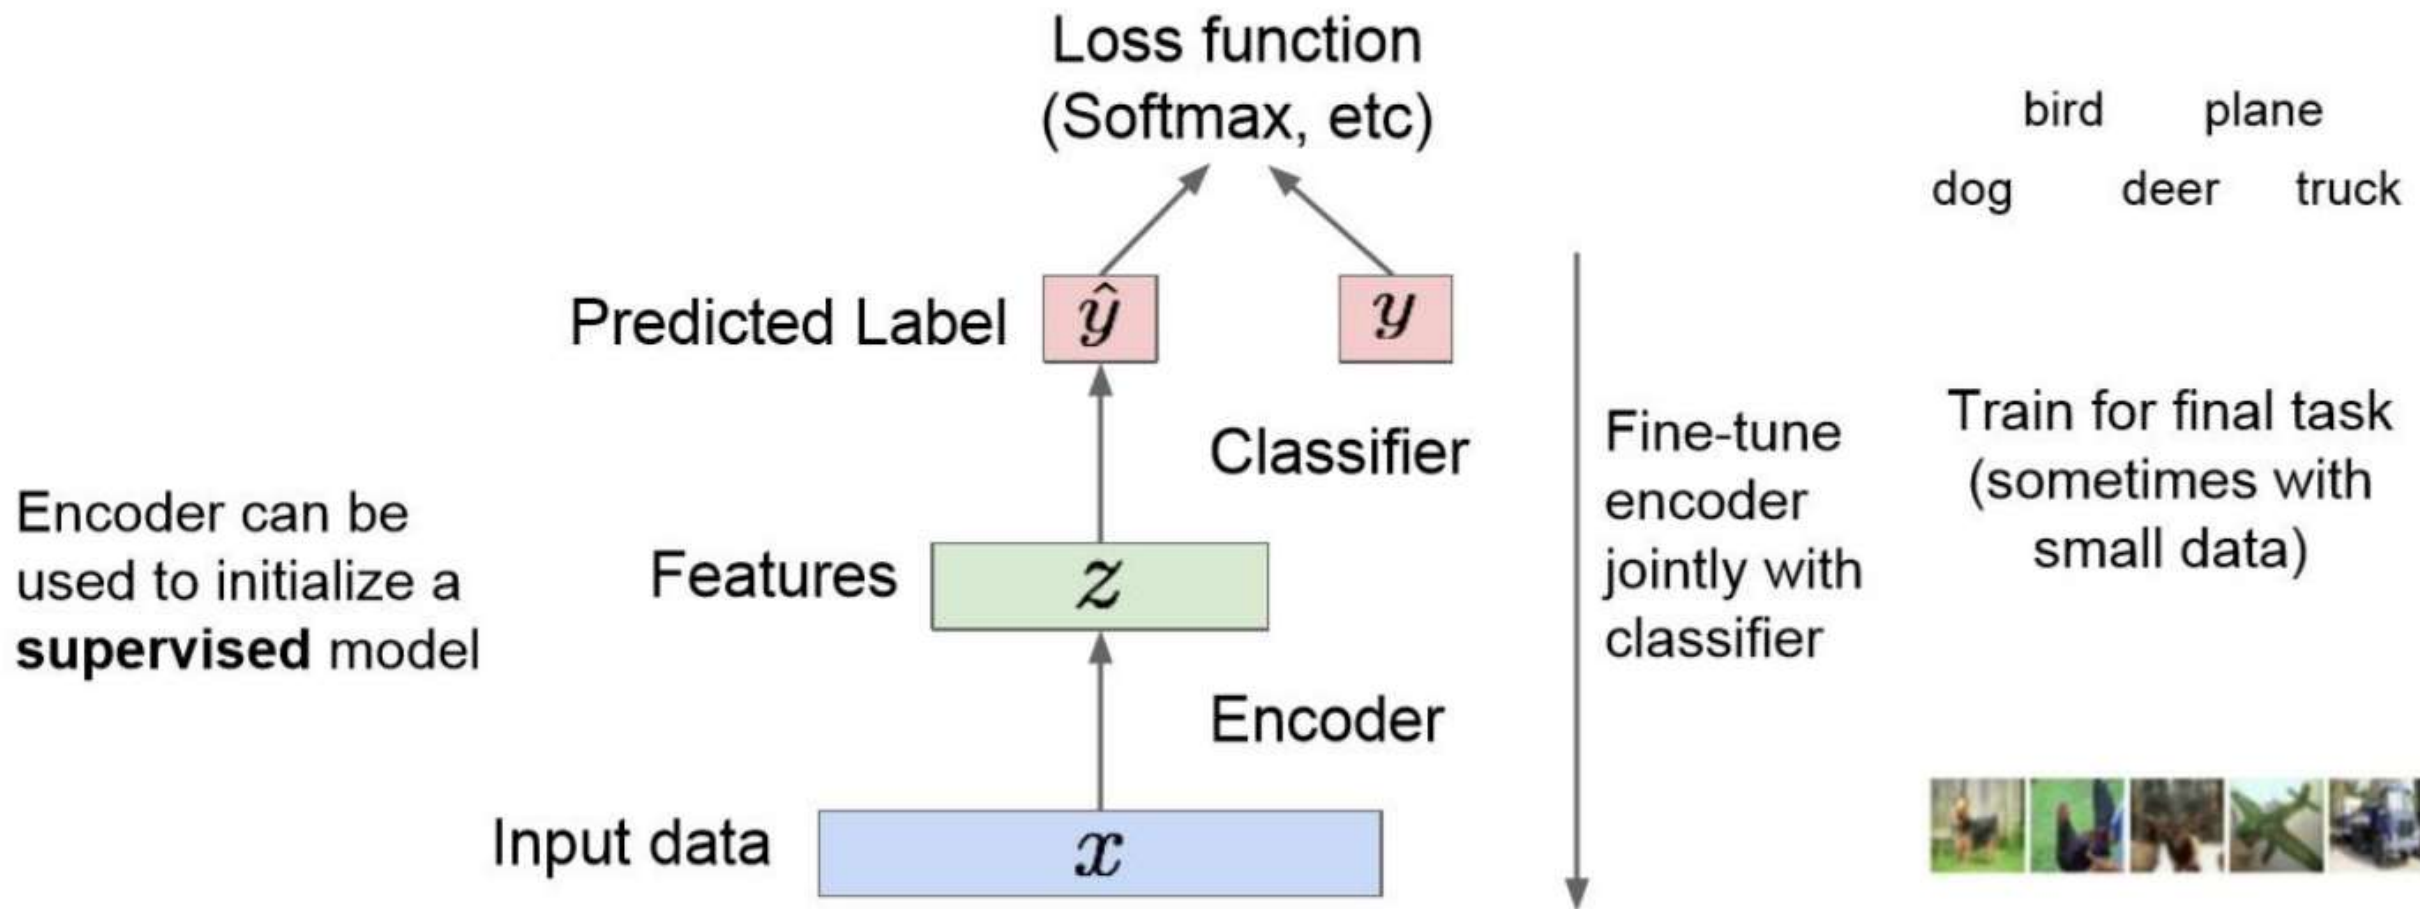 Loss function
(Softmax, etc)
bird plane
dog deer truck
Predicted Label
ŷ
y
Classifier
Fine-tune
encoder
jointly with
classifier
Train for final task
(sometimes with
small data)
Encoder can be
used to initialize a
supervised model
Features
z
Encoder
Input data
x